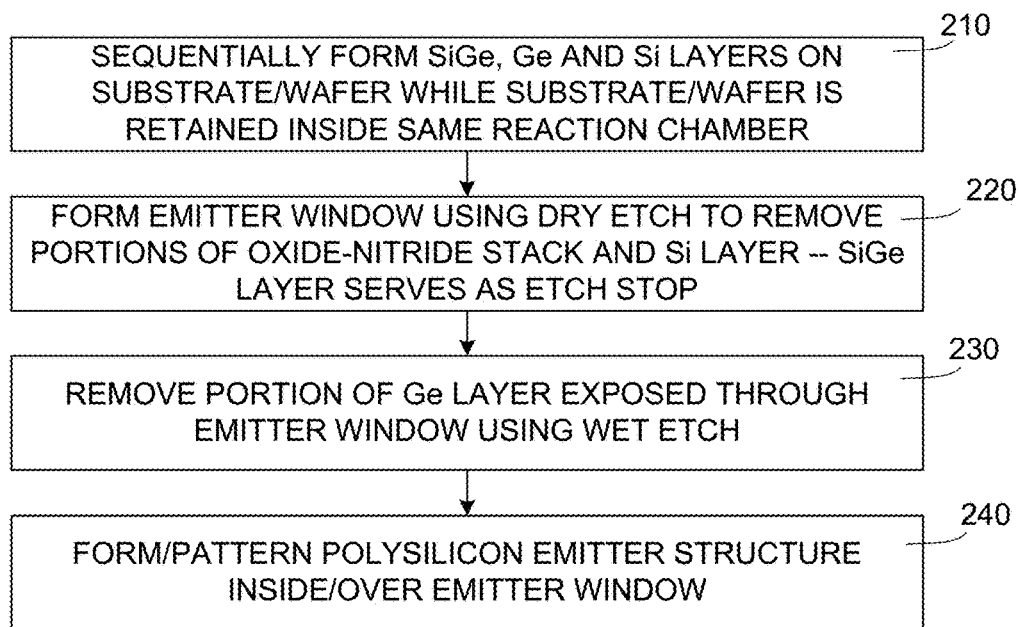 210
SEQUENTIALLY FORM SiGe, Ge AND Si LAYERS ON
SUBSTRATE/WAFER WHILE SUBSTRATE/WAFER IS
RETAINED INSIDE SAME REACTION CHAMBER
220
FORM EMITTER WINDOW USING DRY ETCH TO REMOVE
PORTIONS OF OXIDE-NITRIDE STACK AND Si LAYER -- SiGe
LAYER SERVES AS ETCH STOP
230
REMOVE PORTION OF Ge LAYER EXPOSED THROUGH
EMITTER WINDOW USING WET ETCH
240
FORM/PATTERN POLYSILICON EMITTER STRUCTURE
INSIDE/OVER EMITTER WINDOW